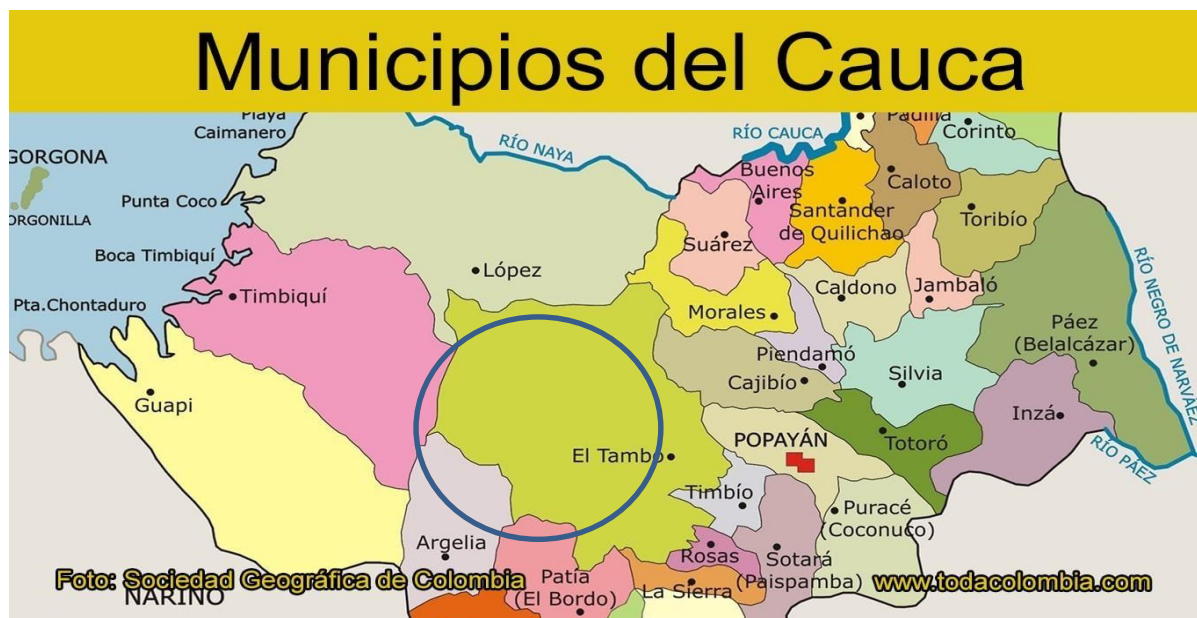 Municipios del Cauca
Playa
Caimanero
RÍO NAYA
RÍO CAUCA
Padilla
Corinto
GORGONA
ORGONILLA
Punta Coco
Buenos
Aires
Caloto
Santander
de Quilichao
Toribío
Suárez
Boca Timbiquí
López
Timbiquí
Pta.Chontaduro
Morales
Caldono
Jambaló
RÍO NEGRO DE NARVÁEZ
Páez
(Belalcázar)
Piendamó
Cajibío
Silvia
Guapi
Inzá
POPAYÁN
Totoró
RÍO PÁEZ
El Tambo
Timbío
Puracé
(Coconuco)
Argelia
Rosas
Sotará
(Paispamba)
Foto: Sociedad Geográfica de Colombia
www.todacolombia.com
NARIÑO
Patía
(El Bordo)
La Sierra